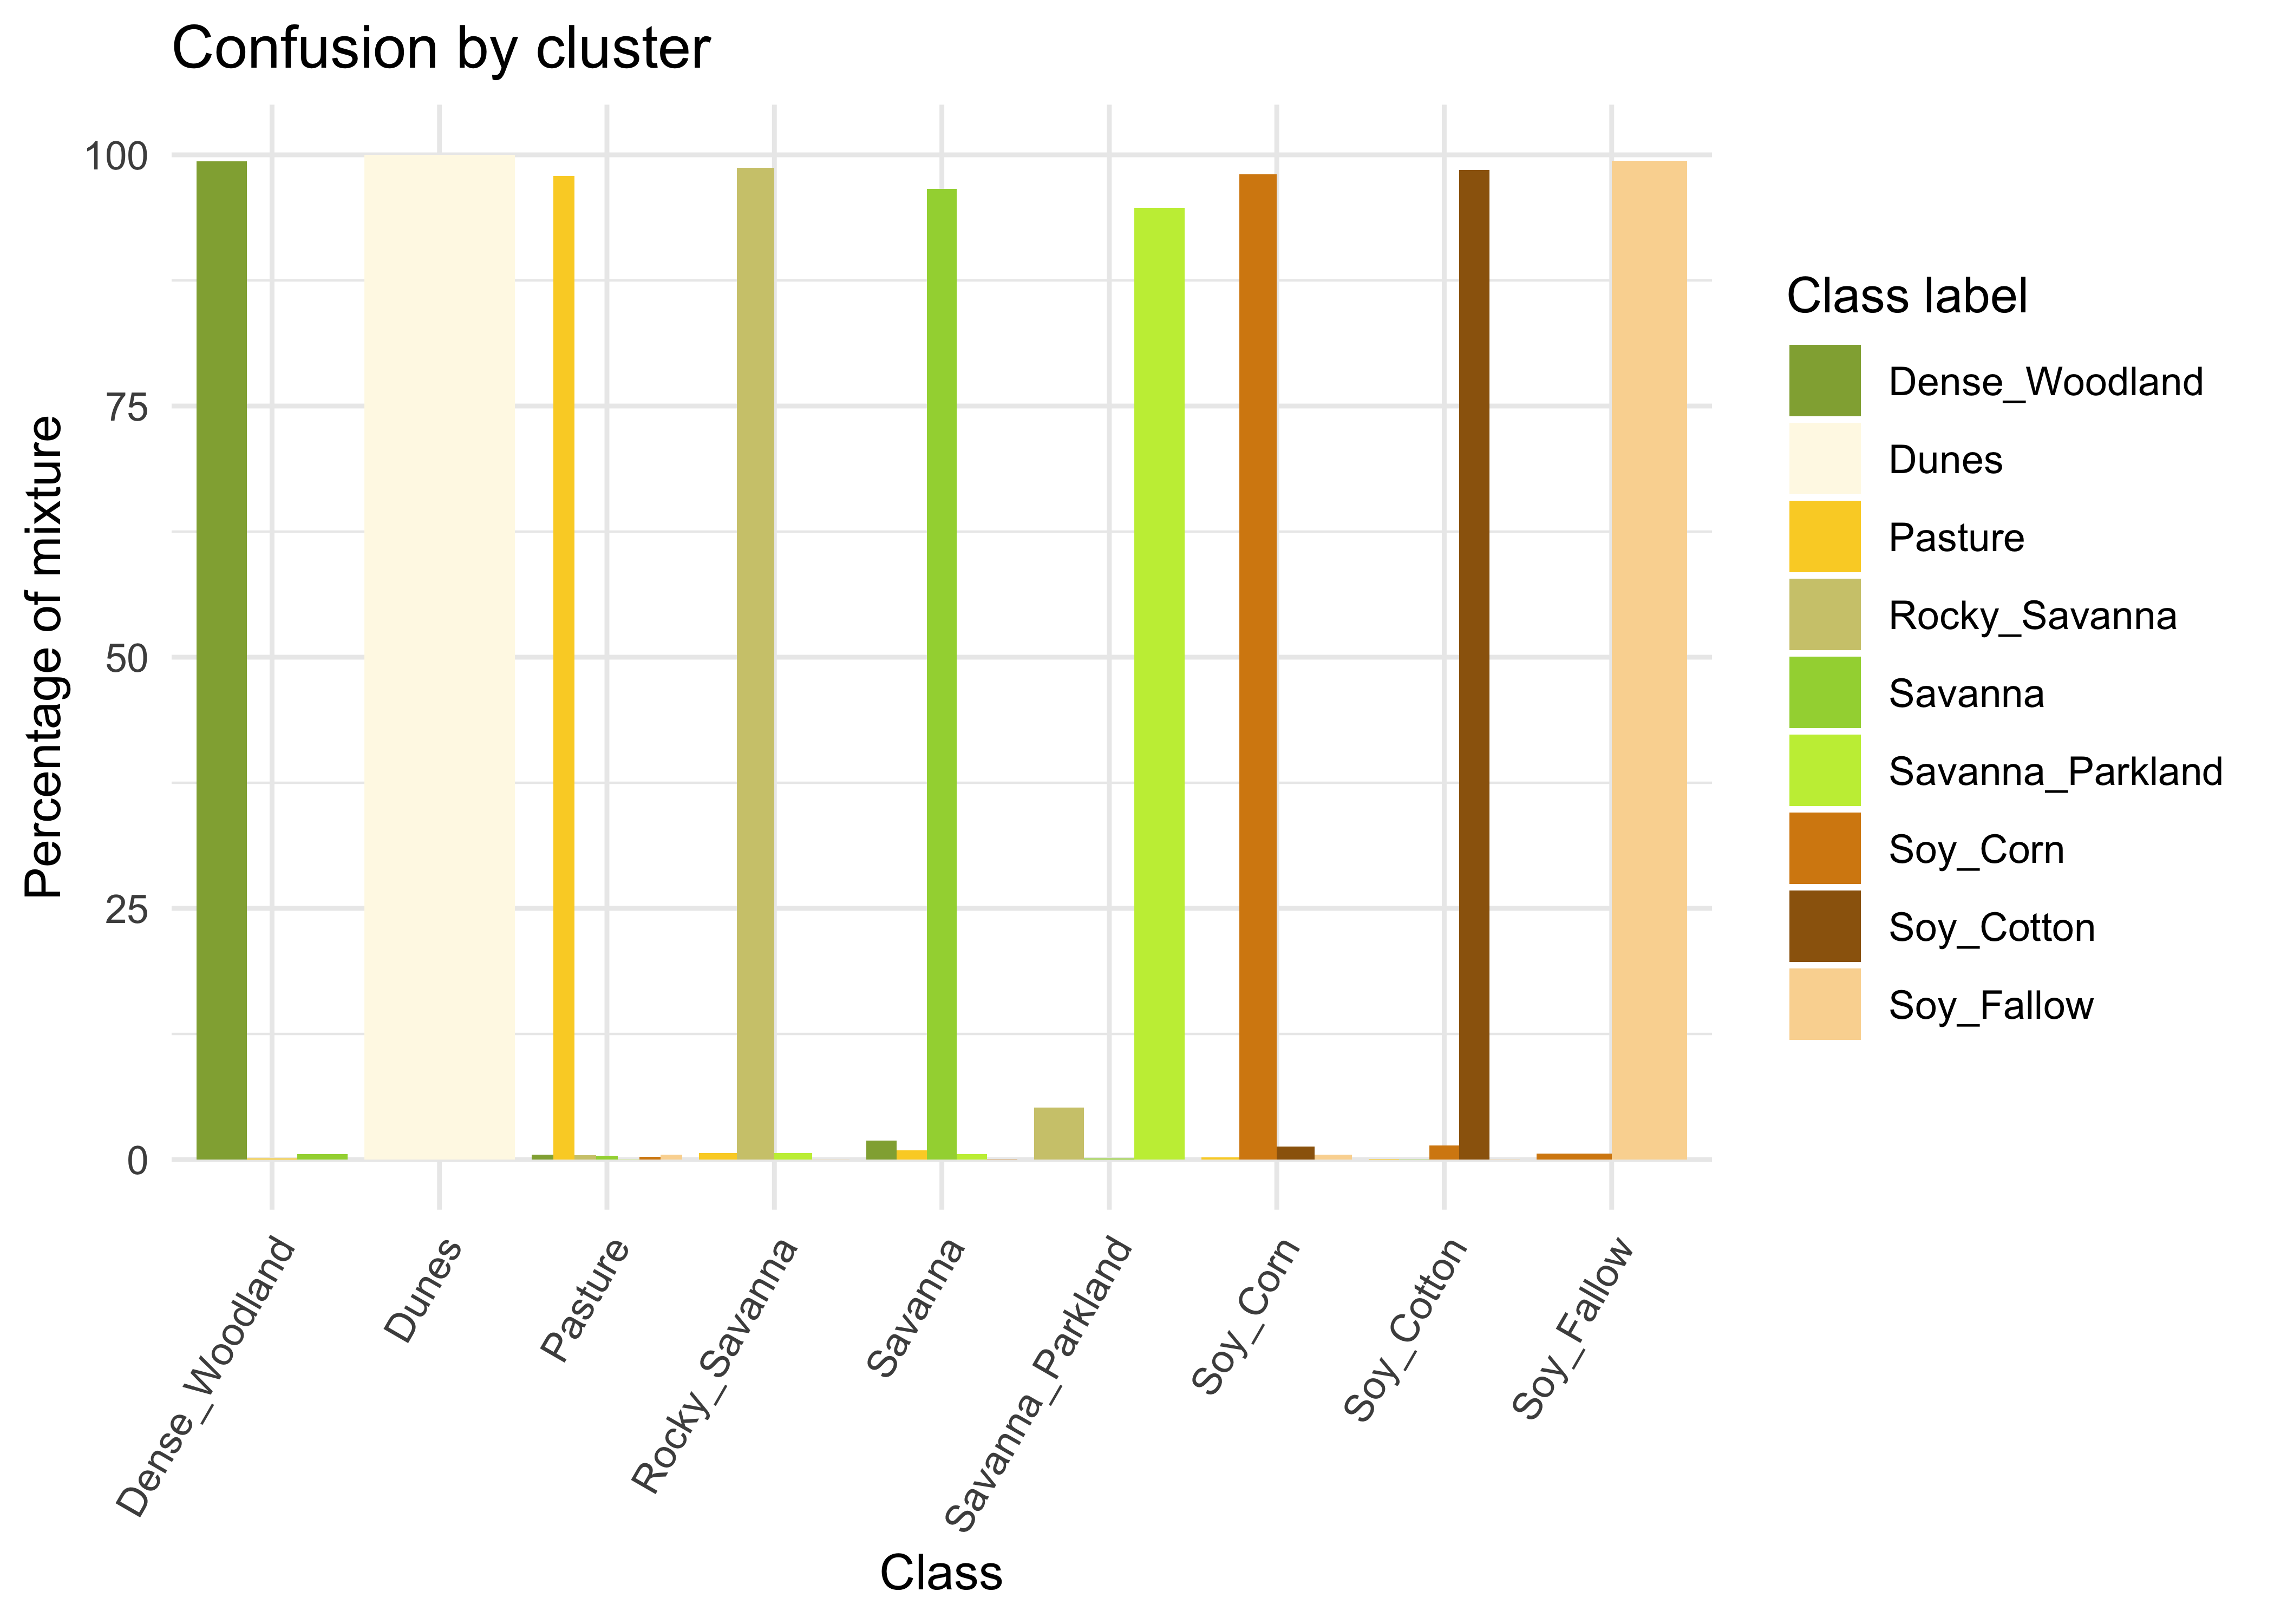 Confusion by cluster
Percentage of mixture
100
75
50
25
0
Dense_Woodland
Dunes
Pasture
Rocky_Savanna
Savanna
Savanna_Parkland
Soy_Corn
Soy_Cotton
Soy_Fallow
Class
Class label
Dense_Woodland
Dunes
Pasture
Rocky_Savanna
Savanna
Savanna_Parkland
Soy_Corn
Soy_Cotton
Soy_Fallow